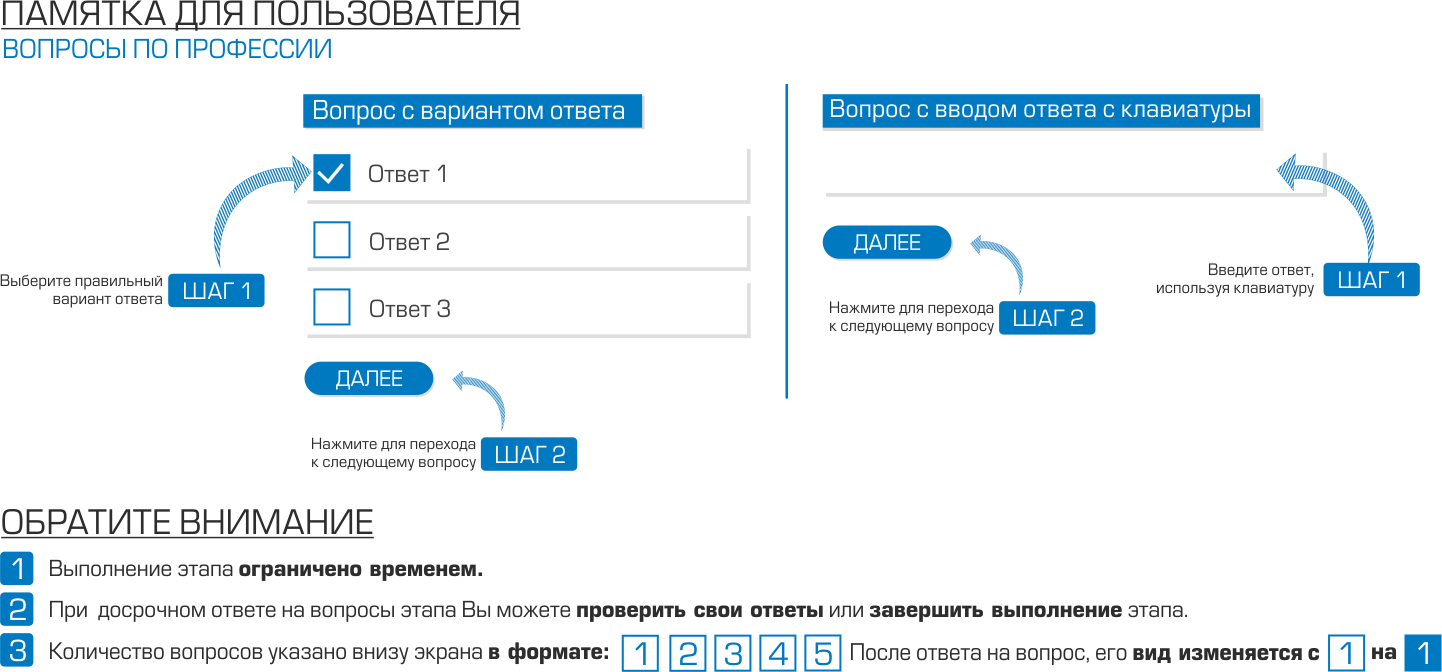 ПАМЯТКА ДЛЯ ПОЛЬЗОВАТЕЛЯ
ВОПРОСЫ ПО ПРОФЕССИИ
Вопрос с вариантом ответа
Ответ 1
Ответ 2
Ответ 3
Выберите правильный
вариант ответа
ШАГ 1
ДАЛЕЕ
Нажмите для перехода
к следующему вопросу
ШАГ 2
Вопрос с вводом ответа с клавиатуры
Введите ответ,
используя клавиатуру
ШАГ 1
ДАЛЕЕ
Нажмите для перехода
к следующему вопросу
ШАГ 2
ОБРАТИТЕ ВНИМАНИЕ
1 Выполнение этапа ограничено временем.
2 При досрочном ответе на вопросы этапа Вы можете проверить свои ответы или завершить выполнение этапа.
3 Количество вопросов указано внизу экрана в формате: 1 2 3 4 5 После ответа на вопрос, его вид изменяется с 1 на 1